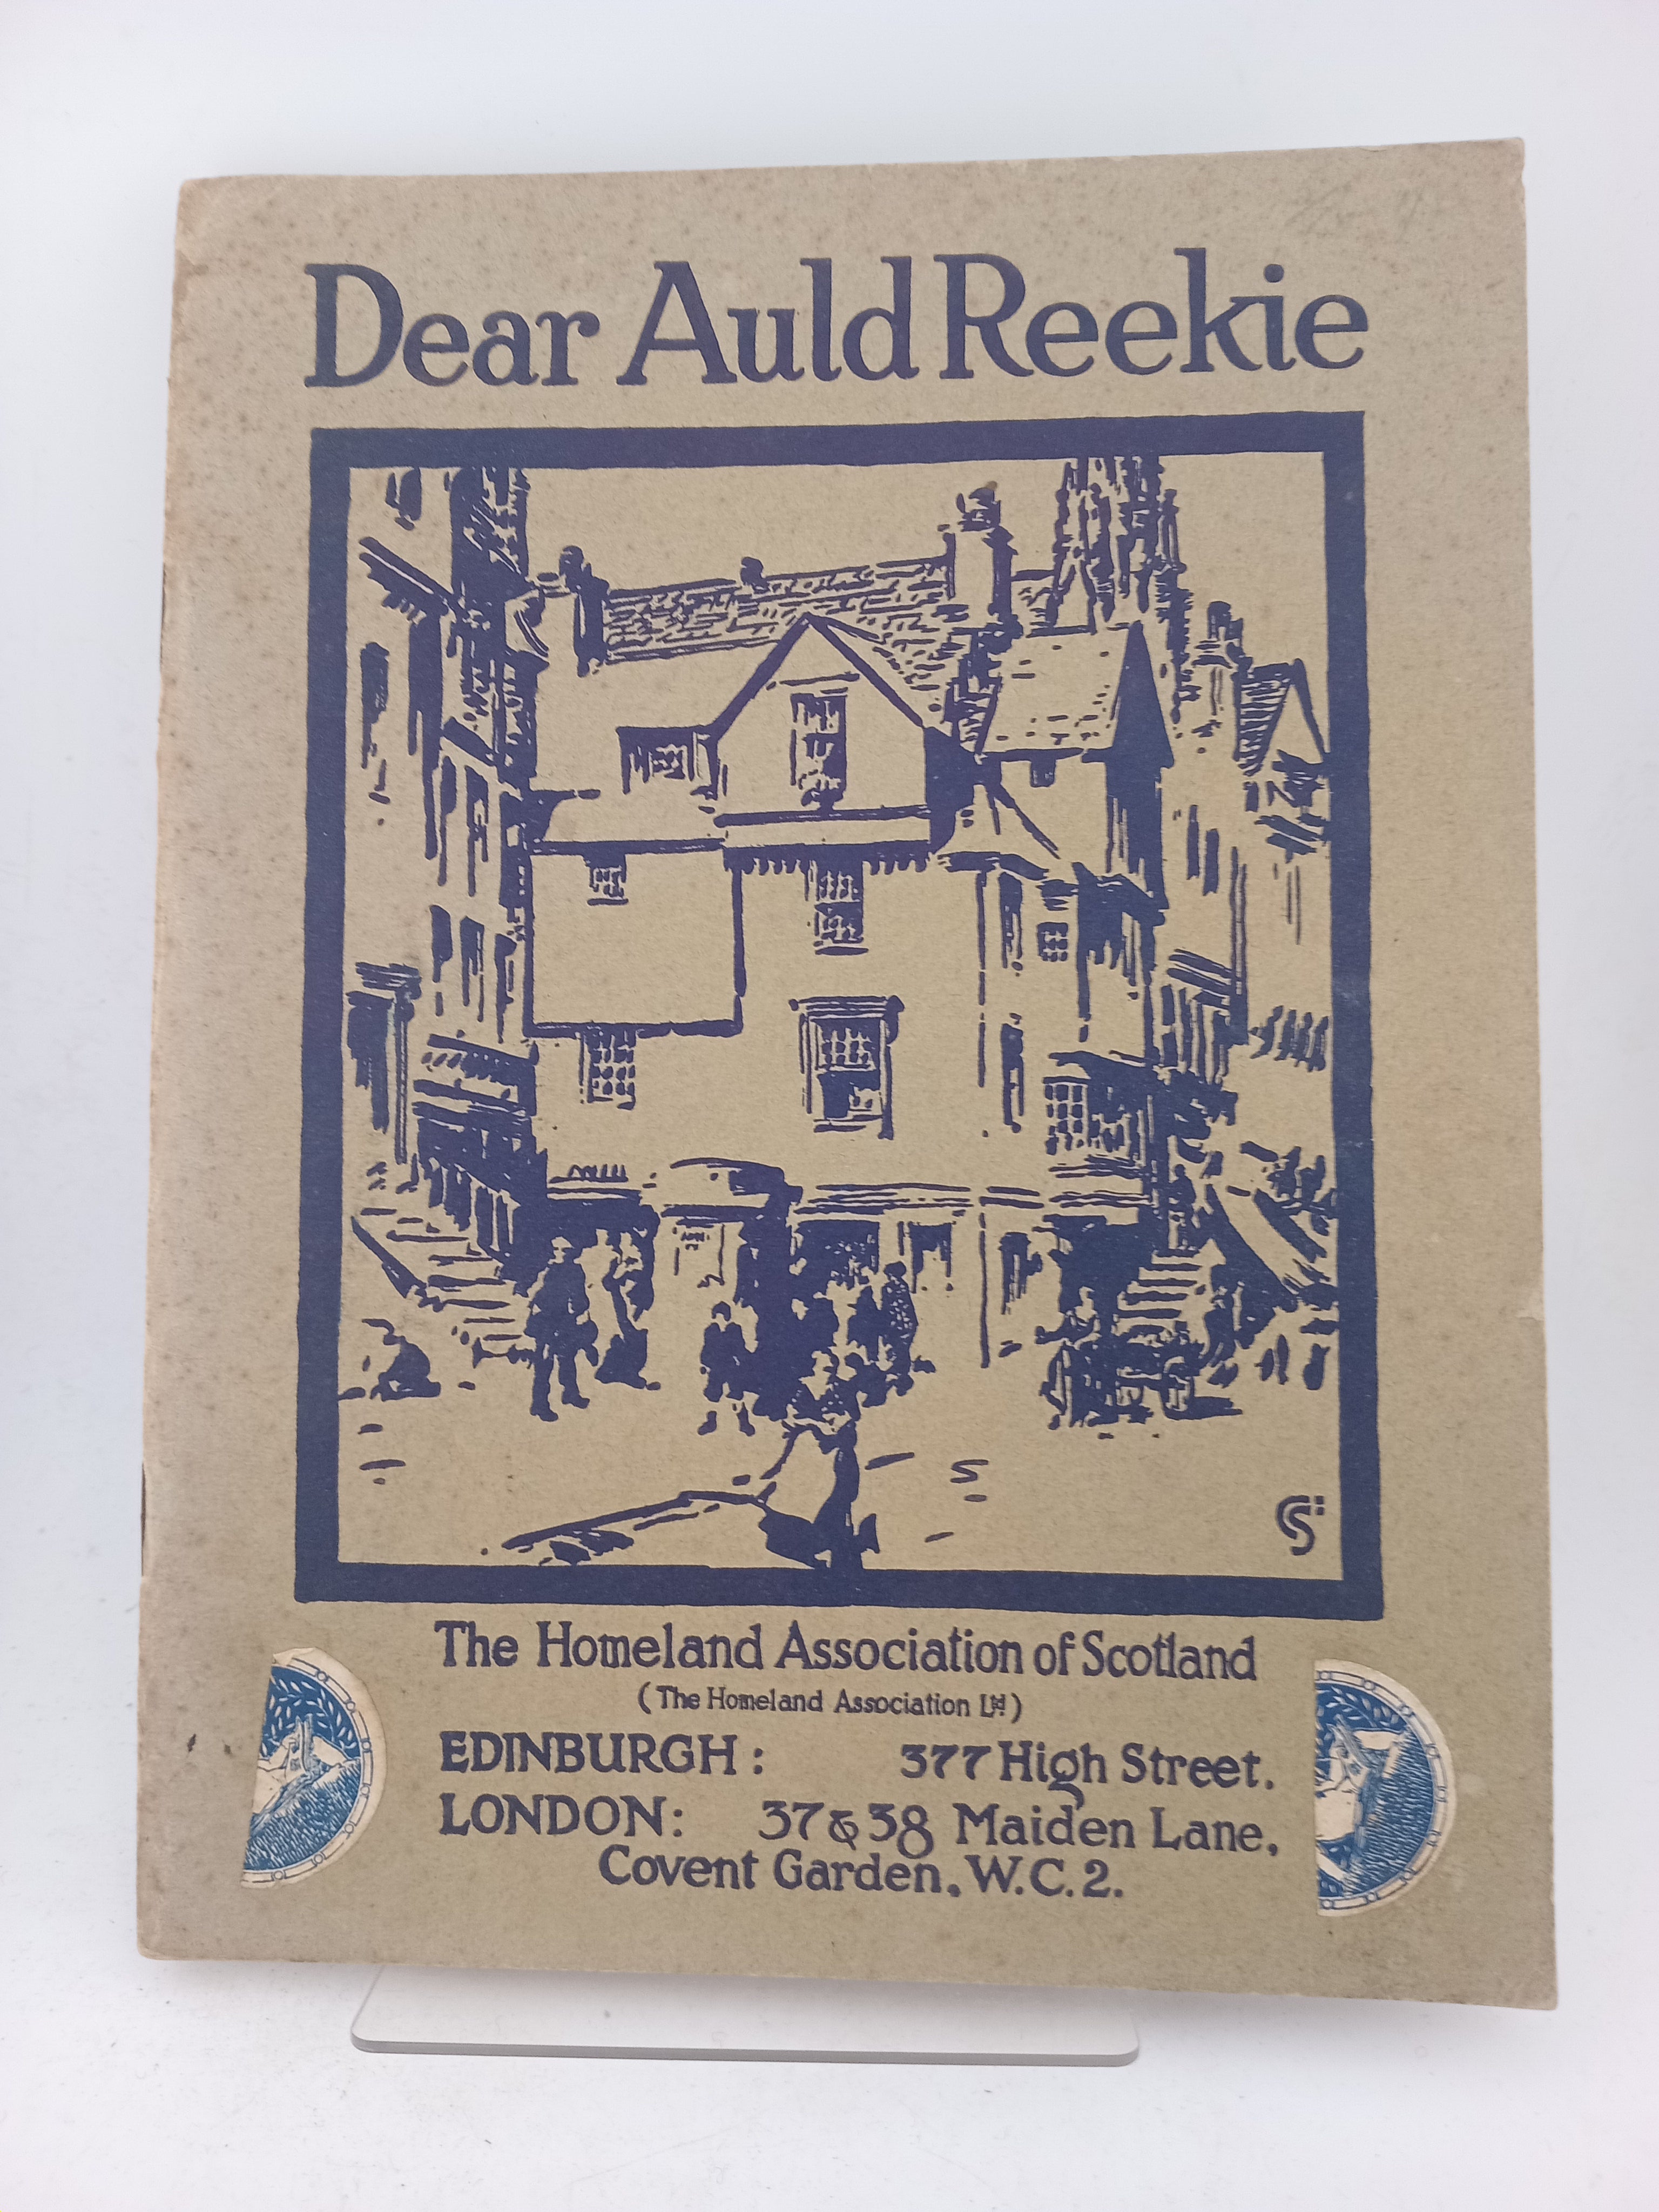 Dear Auld Reekie
The Homeland Association of Scotland
(The Homeland Association Ltd)
EDINBURGH: 377 High Street.
LONDON: 37 & 38 Maiden Lane,
Covent Garden, W.C.2.